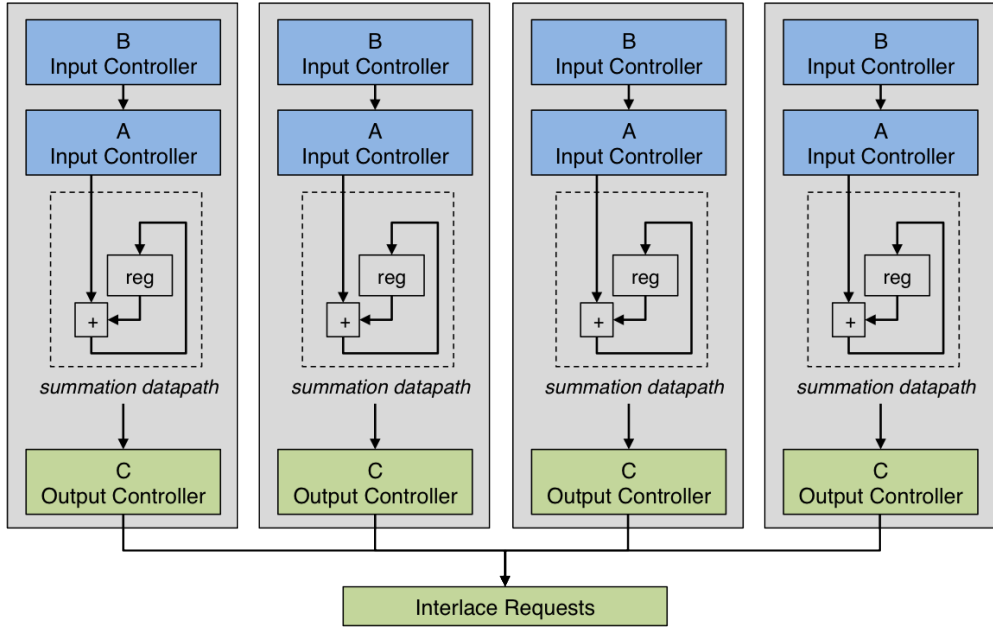 B
Input Controller
A
Input Controller
reg
+
summation datapath
C
Output Controller
B
Input Controller
A
Input Controller
reg
+
summation datapath
C
Output Controller
B
Input Controller
A
Input Controller
reg
+
summation datapath
C
Output Controller
B
Input Controller
A
Input Controller
reg
+
summation datapath
C
Output Controller
Interlace Requests